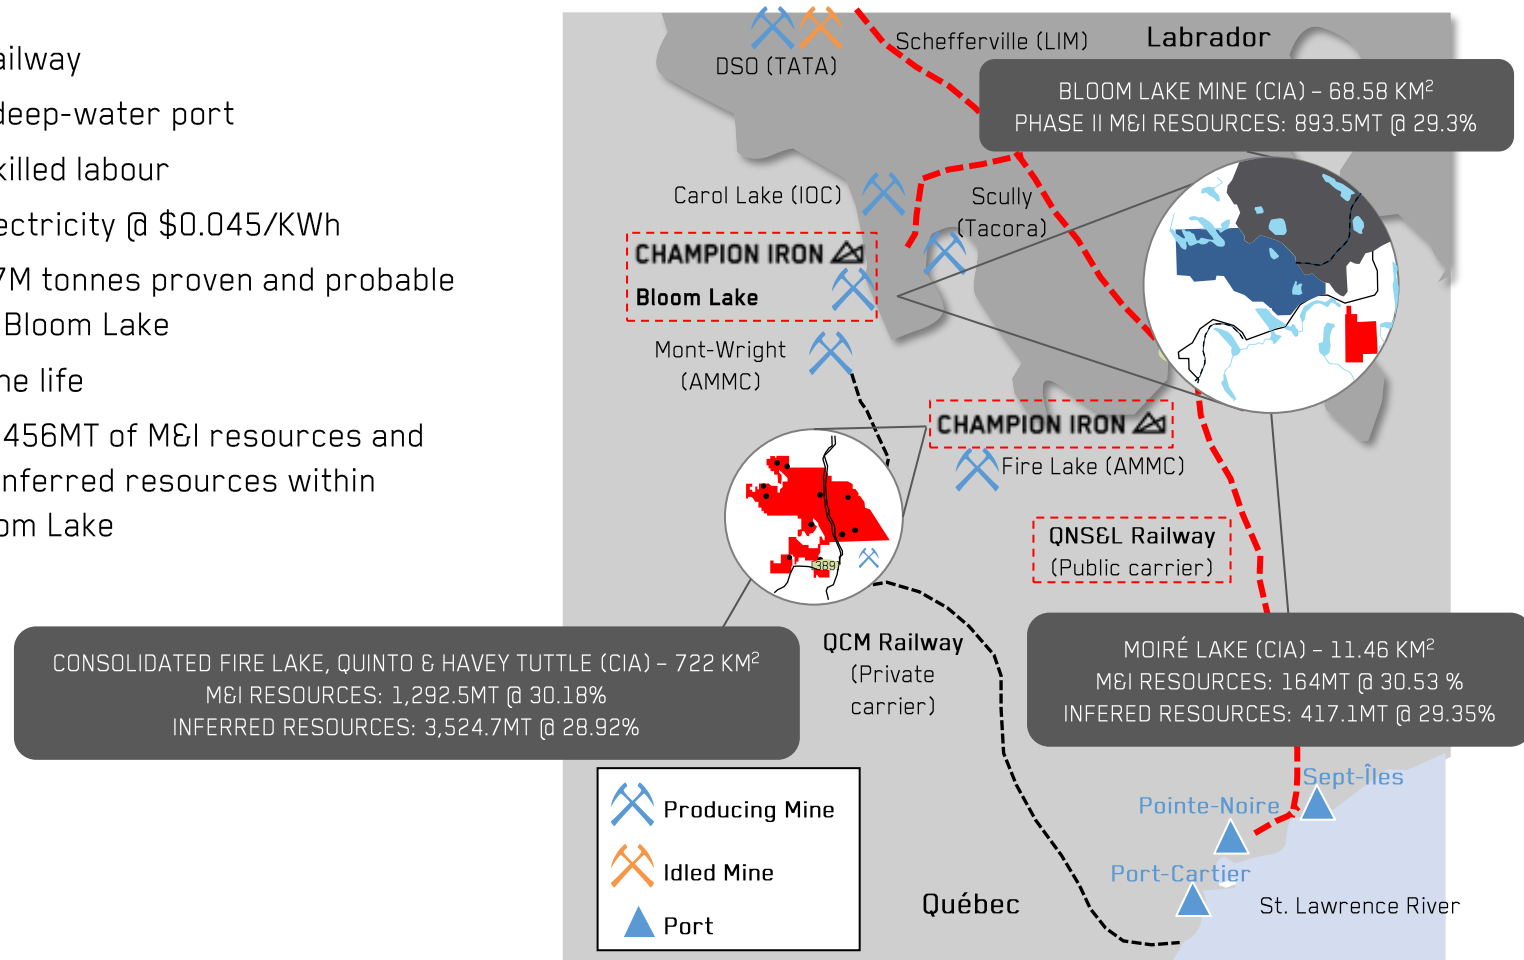 ailway
deep-water port
killed labour
ectricity @ $0.045/KWh
7M tonnes proven and probable
Bloom Lake
ne life
456MT of M&I resources and
nferred resources within
om Lake
Schefferville (LIM)
Labrador
DSO (TATA)
BLOOM LAKE MINE (CIA) – 68.58 KM²
PHASE II M&I RESOURCES: 893.5MT @ 29.3%
Carol Lake (IOC)
Scully
(Tacora)
CHAMPION IRON
Bloom Lake
Mont-Wright
(AMMC)
CHAMPION IRON
Fire Lake (AMMC)
QNS&L Railway
(Public carrier)
389
CONSOLIDATED FIRE LAKE, QUINTO & HAVEY TUTTLE (CIA) – 722 KM²
M&I RESOURCES: 1,292.5MT @ 30.18%
INFERRED RESOURCES: 3,524.7MT @ 28.92%
QCM Railway
(Private
carrier)
MOIRÉ LAKE (CIA) – 11.46 KM²
M&I RESOURCES: 164MT @ 30.53 %
INFERED RESOURCES: 417.1MT @ 29.35%
Producing Mine
Idled Mine
Port
Sept-Îles
Pointe-Noire
Port-Cartier
Québec
St. Lawrence River